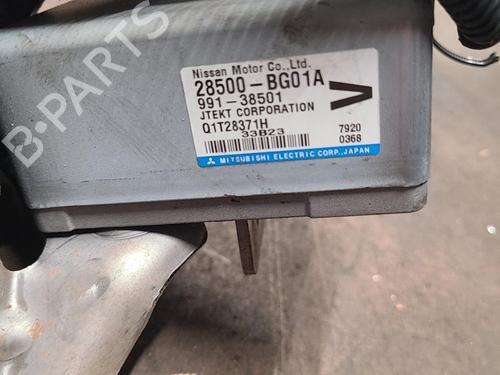 Nissan Motor Co.,Ltd.
28500-BG01A
991-38501
JTEKT CORPORATION
Q1T28371H
33B23
7920
0368
MITSUBISHI ELECTRIC CORP.,JAPAN
B-PARTS